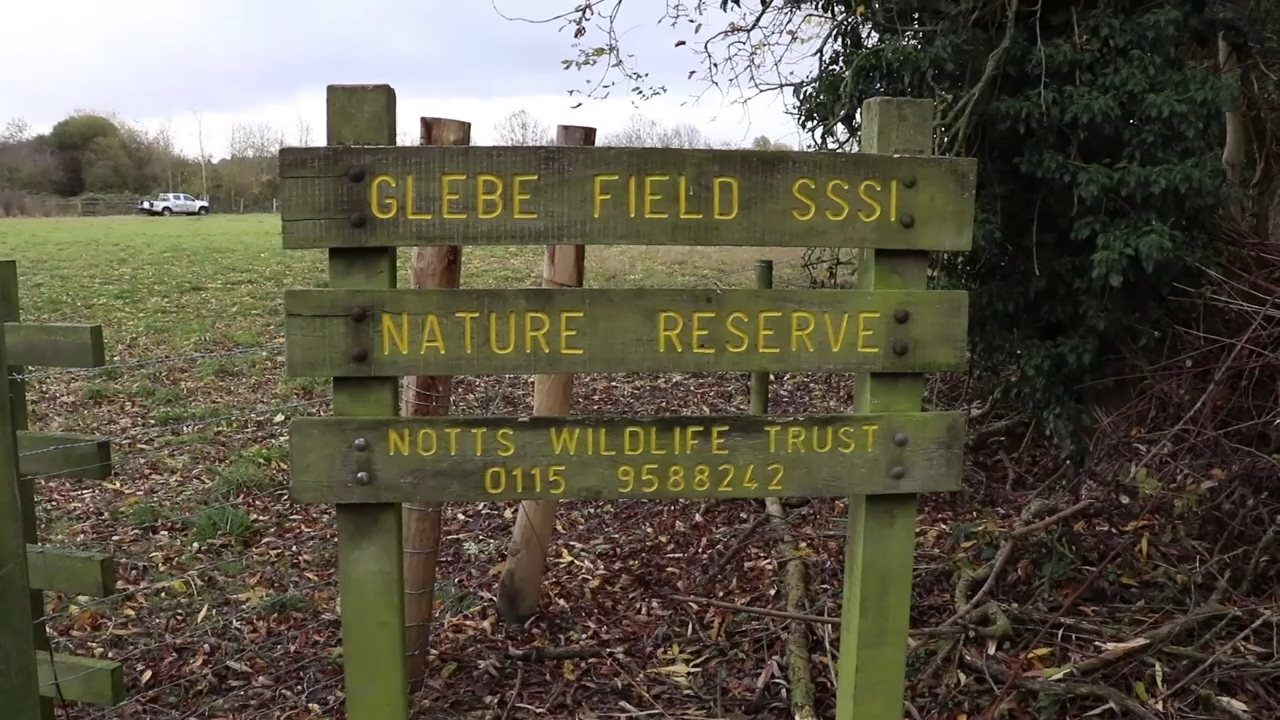 GLEBE FIELD SSSI
NATURE RESERVE
NOTTS WILDLIFE TRUST
0115 9588242